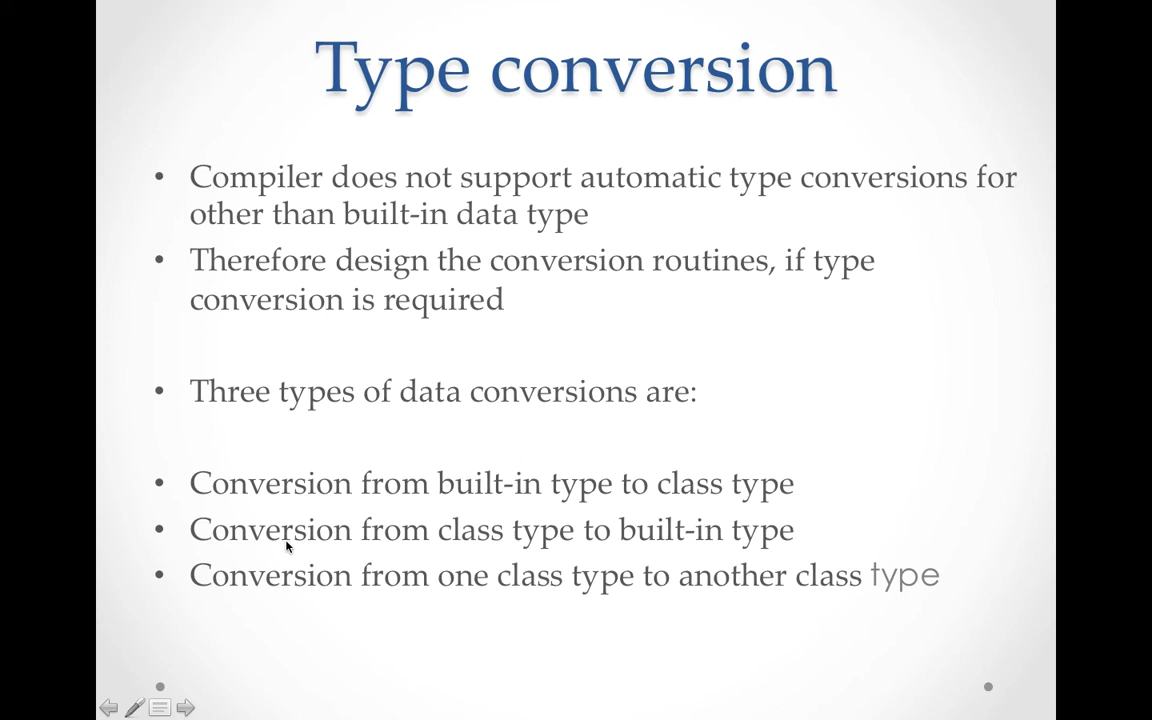 Type conversion
• Compiler does not support automatic type conversions for
other than built-in data type
• Therefore design the conversion routines, if type
conversion is required
• Three types of data conversions are:
• Conversion from built-in type to class type
• Conversion from class type to built-in type
• Conversion from one class type to another class type